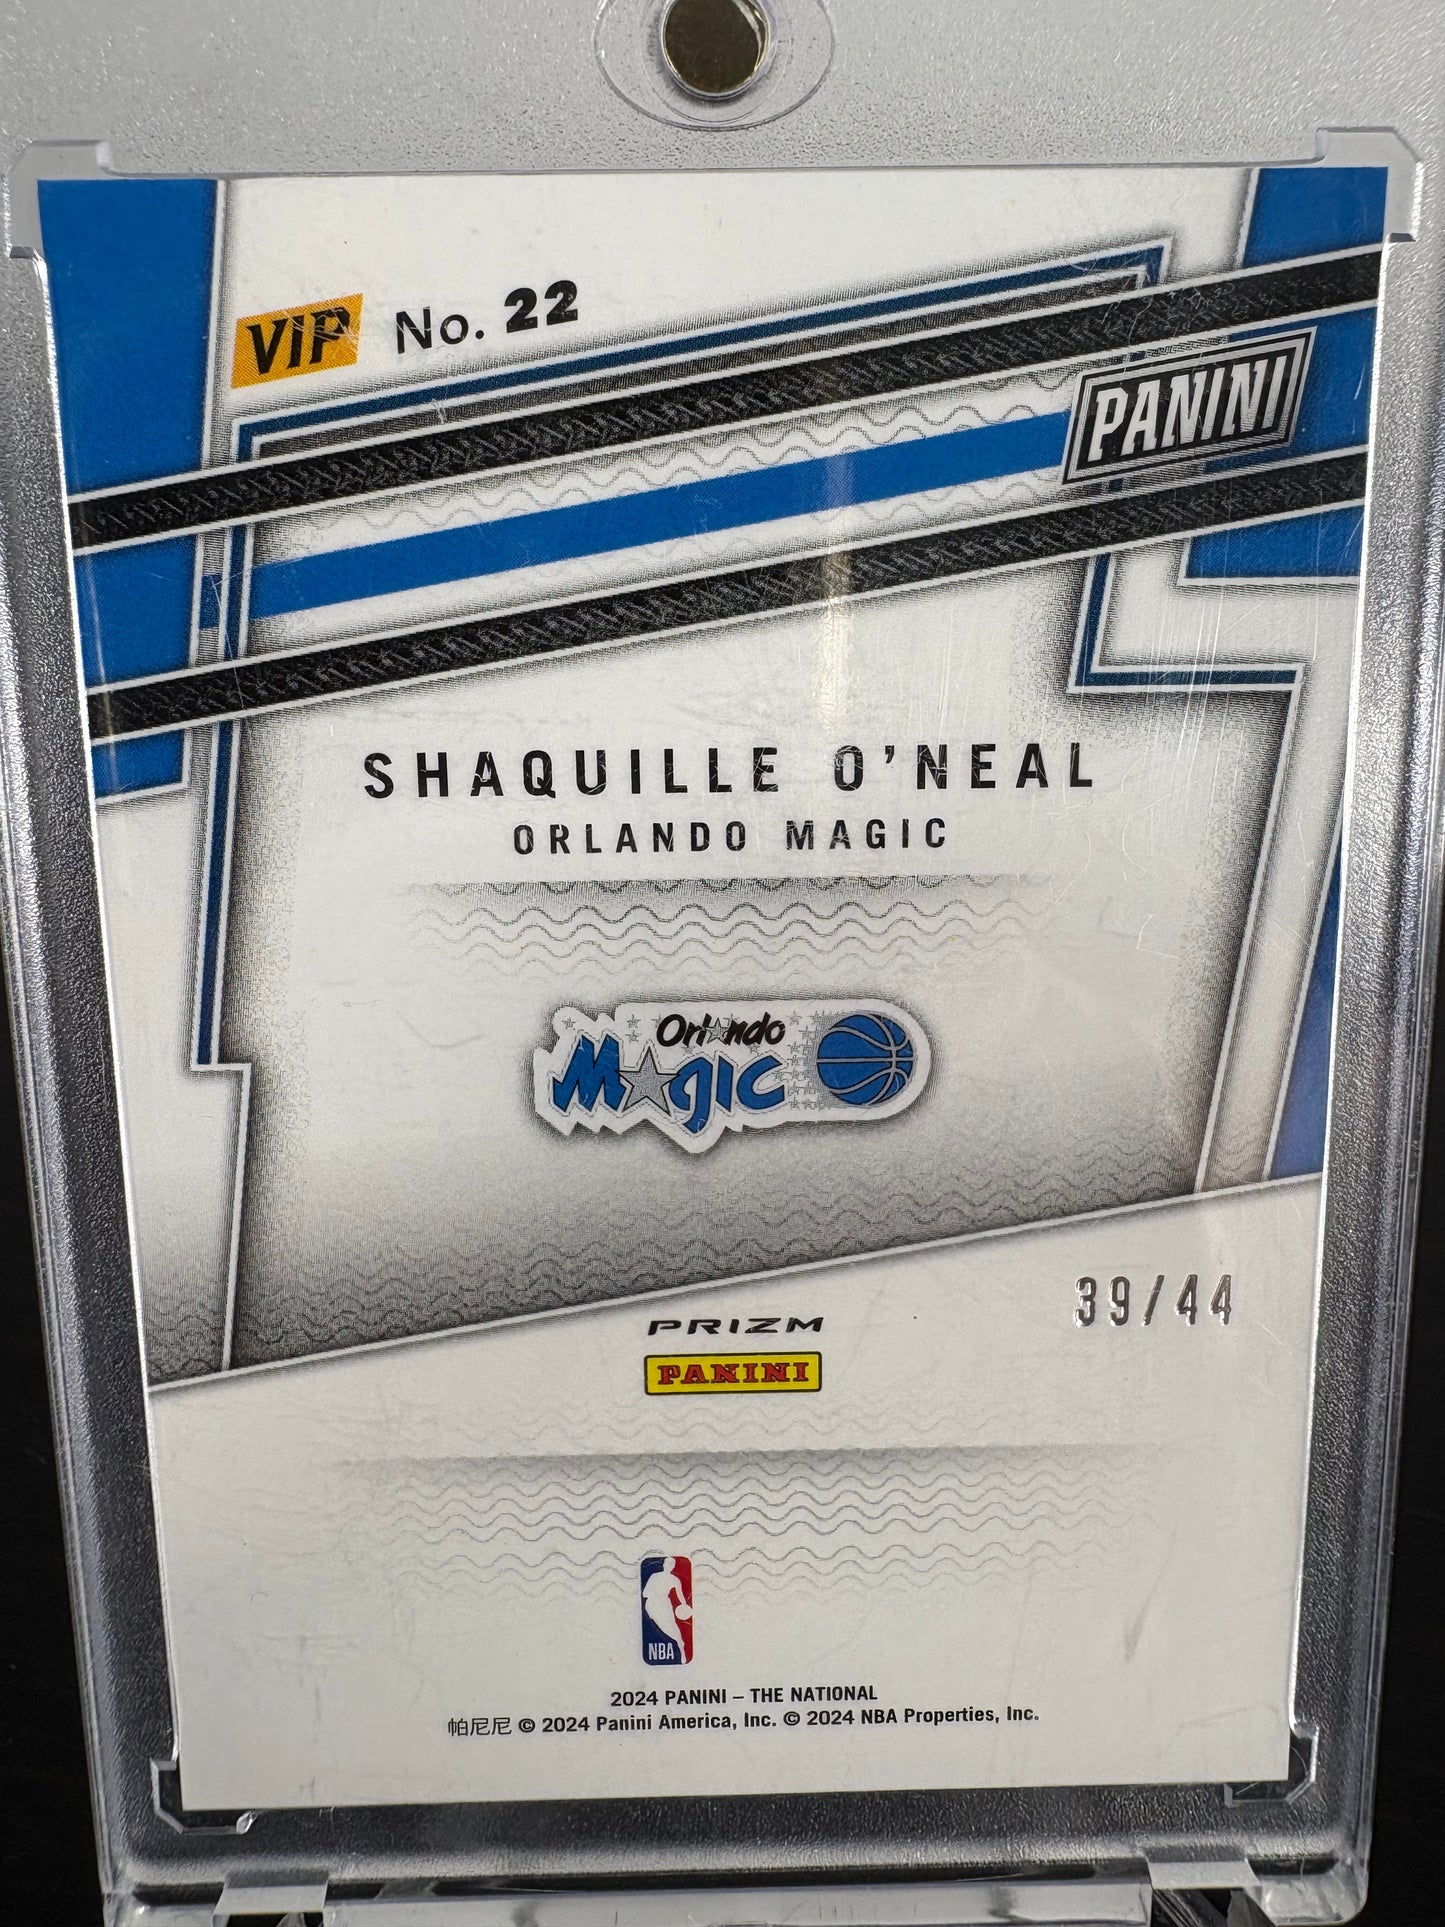 VIP No. 22
PANINI
SHAQUILLE O'NEAL
ORLANDO MAGIC
Orlando
Magic
39/44
PRIZM
PANINI
NBA
2024 PANINI – THE NATIONAL
帕尼尼 © 2024 Panini America, Inc. © 2024 NBA Properties, Inc.